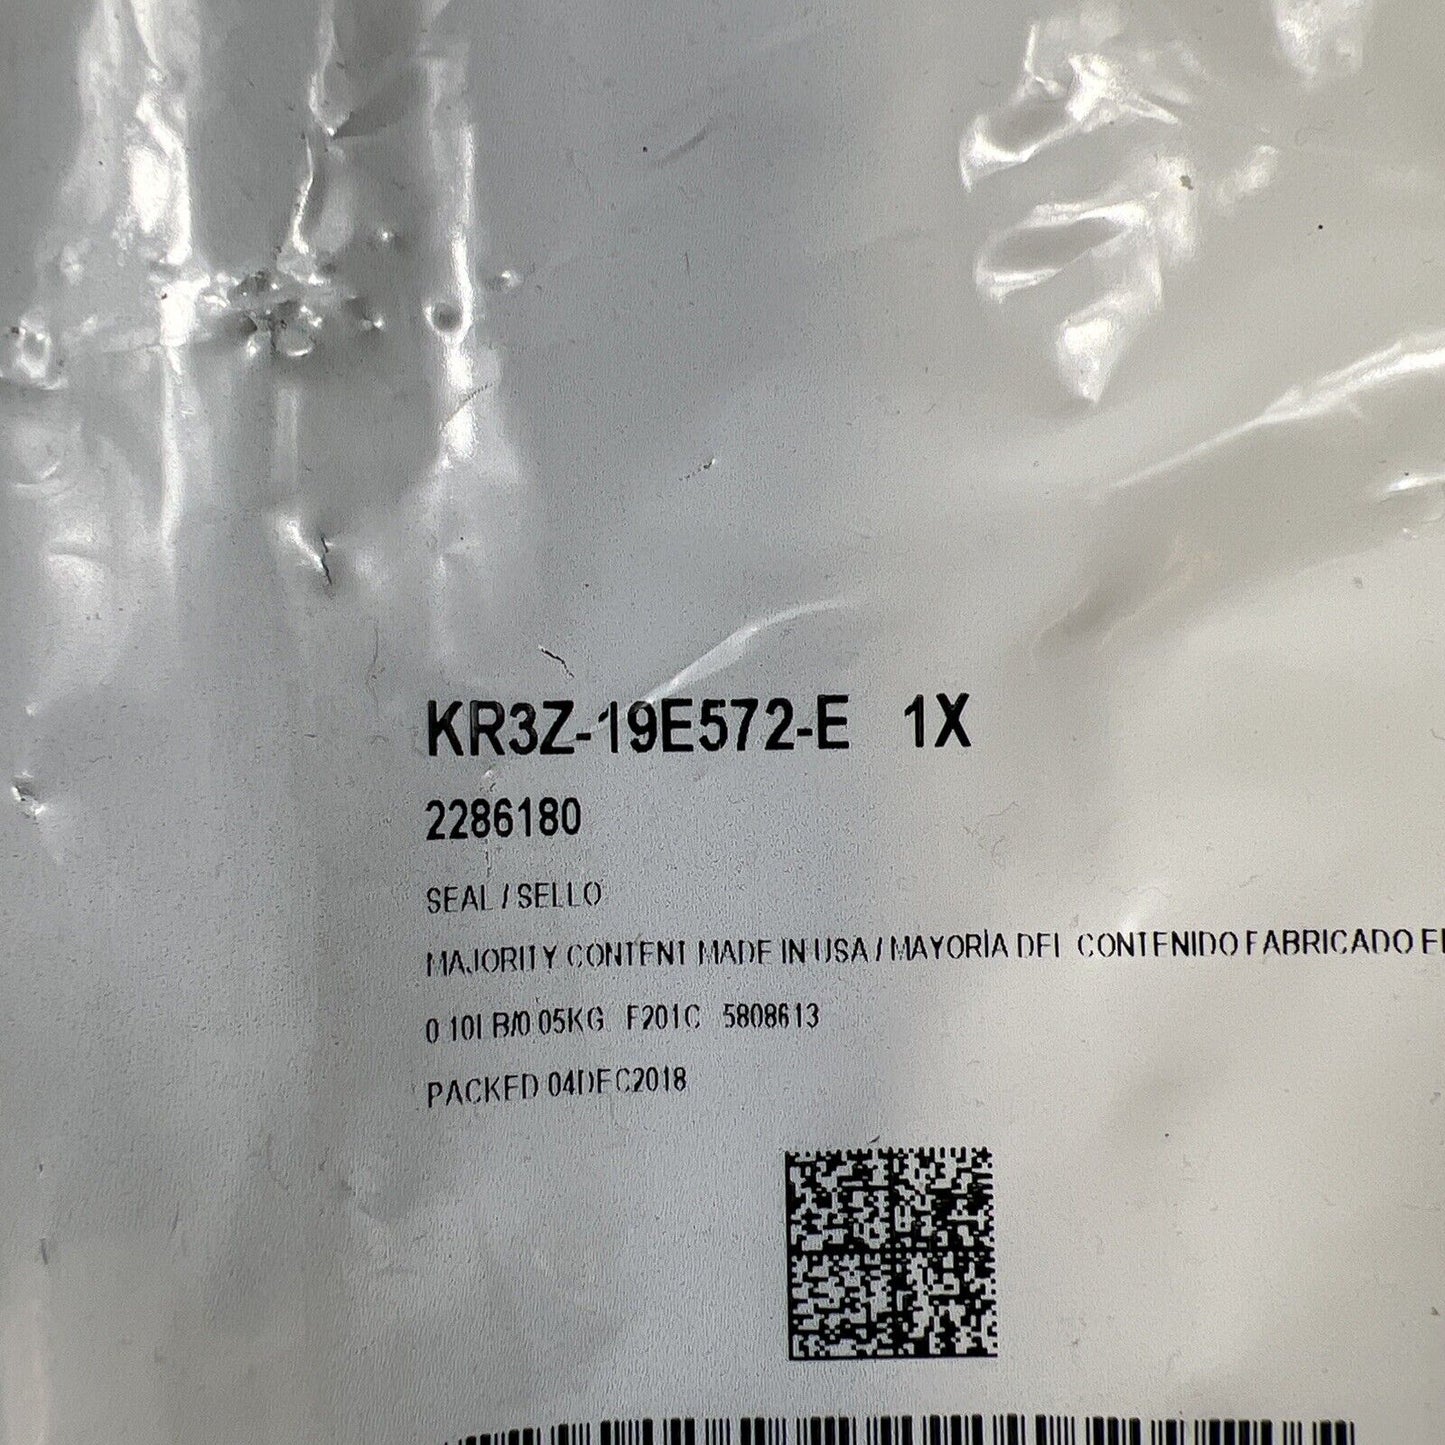 KR3Z-19E572-E 1X
2286180
SEAL / SELLO
MAJORITY CONTENT MADE IN USA / MAYORÍA DEL CONTENIDO FABRICADO
0.10LB/0.05KG F201C 5808613
PACKED 04DEC2018